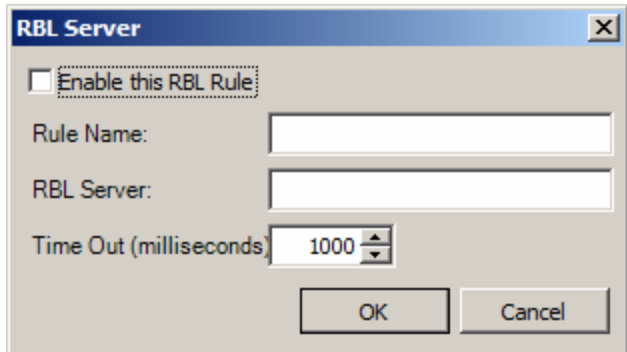 RBL Server
Enable this RBL Rule
Rule Name:
RBL Server:
Time Out (milliseconds)
1000
OK
Cancel